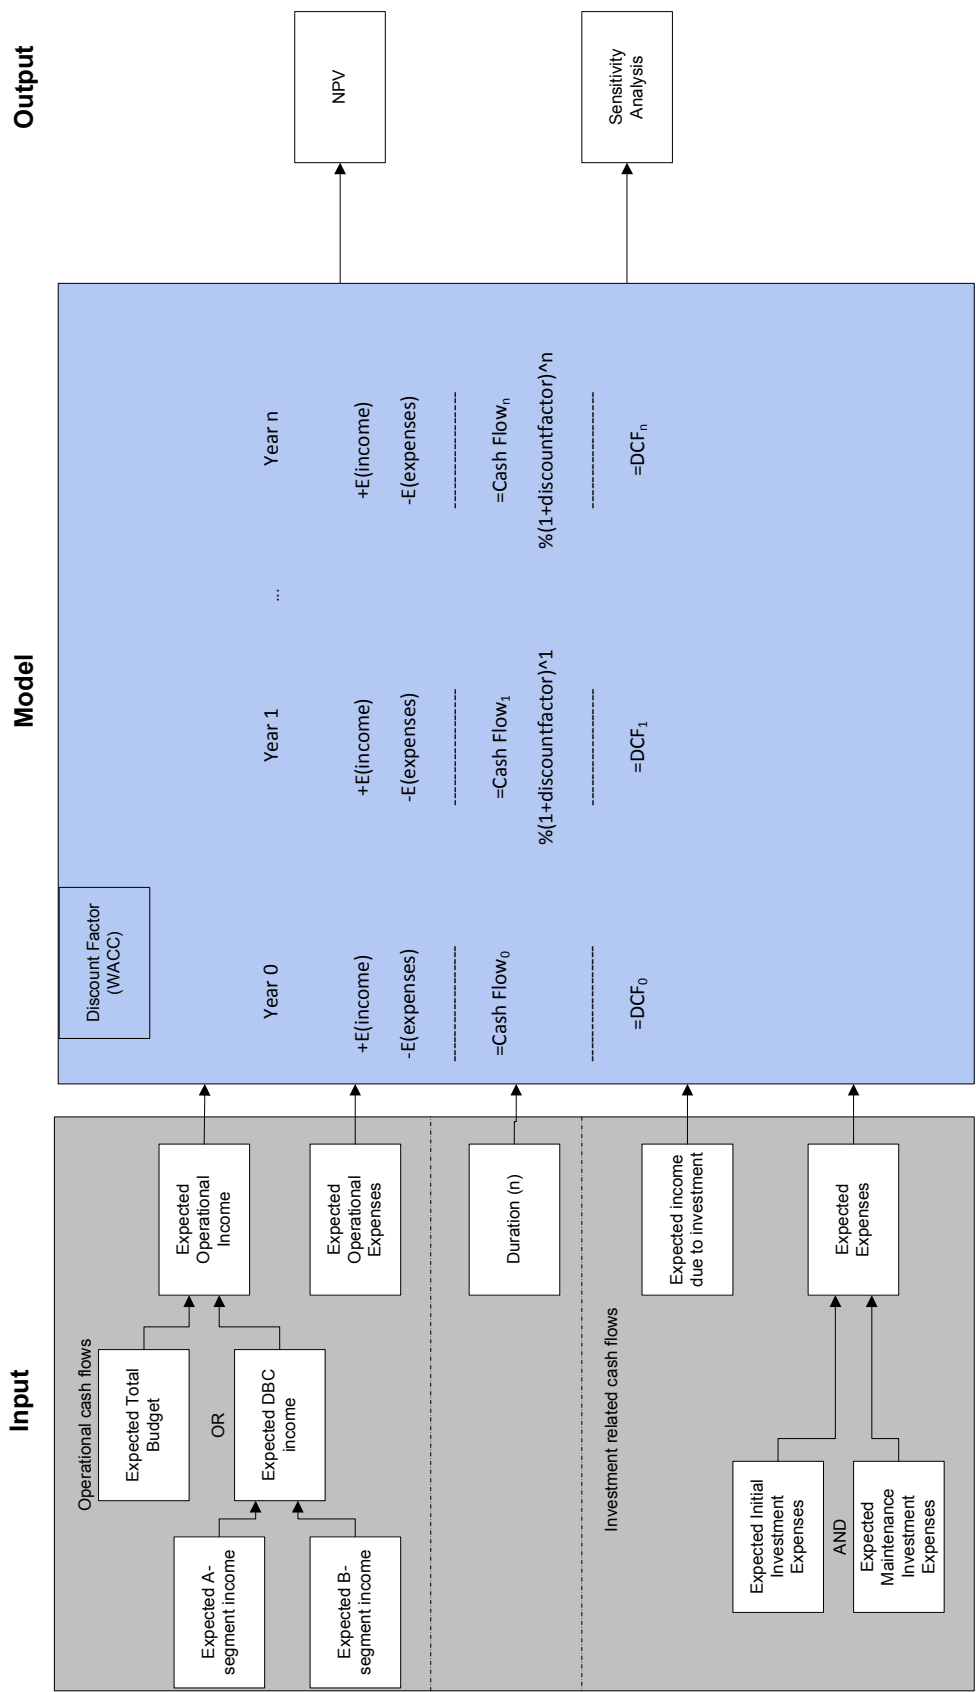 Input
Model
Output
Operational cash flows
Expected A-
segment income
Expected B-
segment income
Expected Total
Budget
OR
Expected DBC
income
Expected
Operational
Income
Expected
Operational
Expenses
Duration (n)
Investment related cash flows
Expected Initial
Investment
Expenses
AND
Expected
Maintenance
Investment
Expenses
Expected income
due to investment
Expected
Expenses
Discount Factor
(WACC)
Year 0
+E(income)
-E(expenses)
=Cash Flow₀
=DCF₀
Year 1
+E(income)
-E(expenses)
=Cash Flow₁
%(1+discountfactor)^1
=DCF₁
...
Year n
+E(income)
-E(expenses)
=Cash Flowₙ
%(1+discountfactor)^n
=DCFₙ
NPV
Sensitivity
Analysis